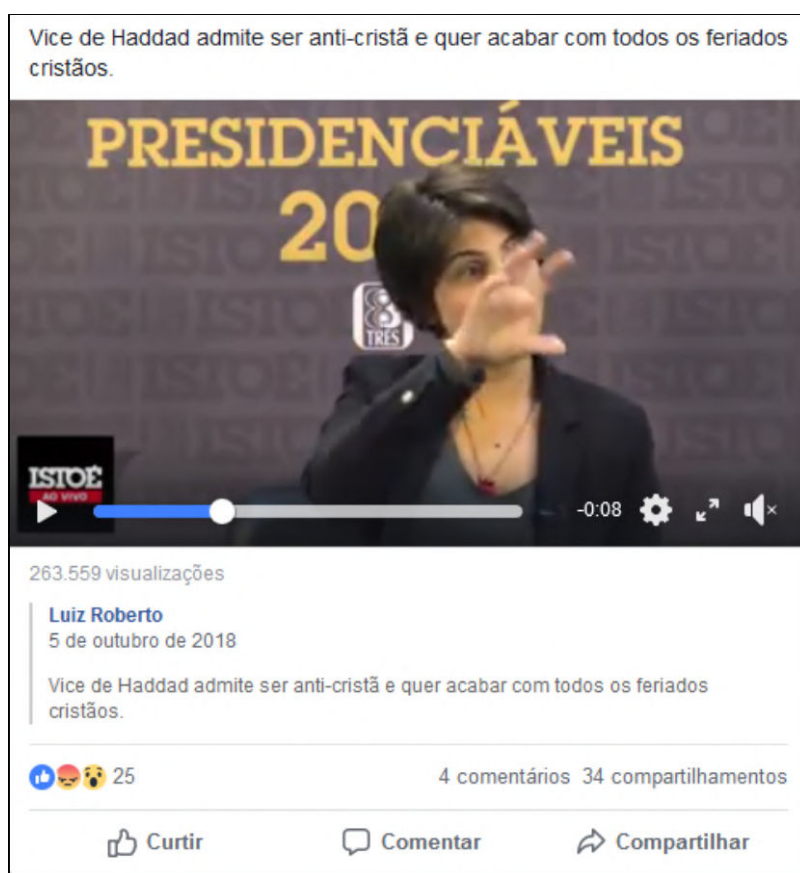 Vice de Haddad admite ser anti-cristã e quer acabar com todos os feriados
cristãos.
PRESIDENCIÁVEIS
20
TRÊS
ISTOÉ
AO VIVO
-0:08
263.559 visualizações
Luiz Roberto
5 de outubro de 2018
Vice de Haddad admite ser anti-cristã e quer acabar com todos os feriados
cristãos.
25
4 comentários 34 compartilhamentos
Curtir Comentar Compartilhar